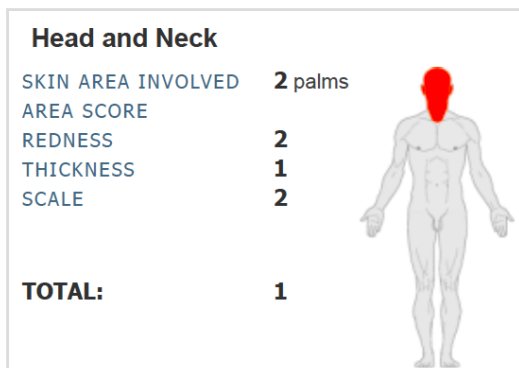 Head and Neck
SKIN AREA INVOLVED 2 palms
AREA SCORE
REDNESS 2
THICKNESS 1
SCALE 2
TOTAL: 1